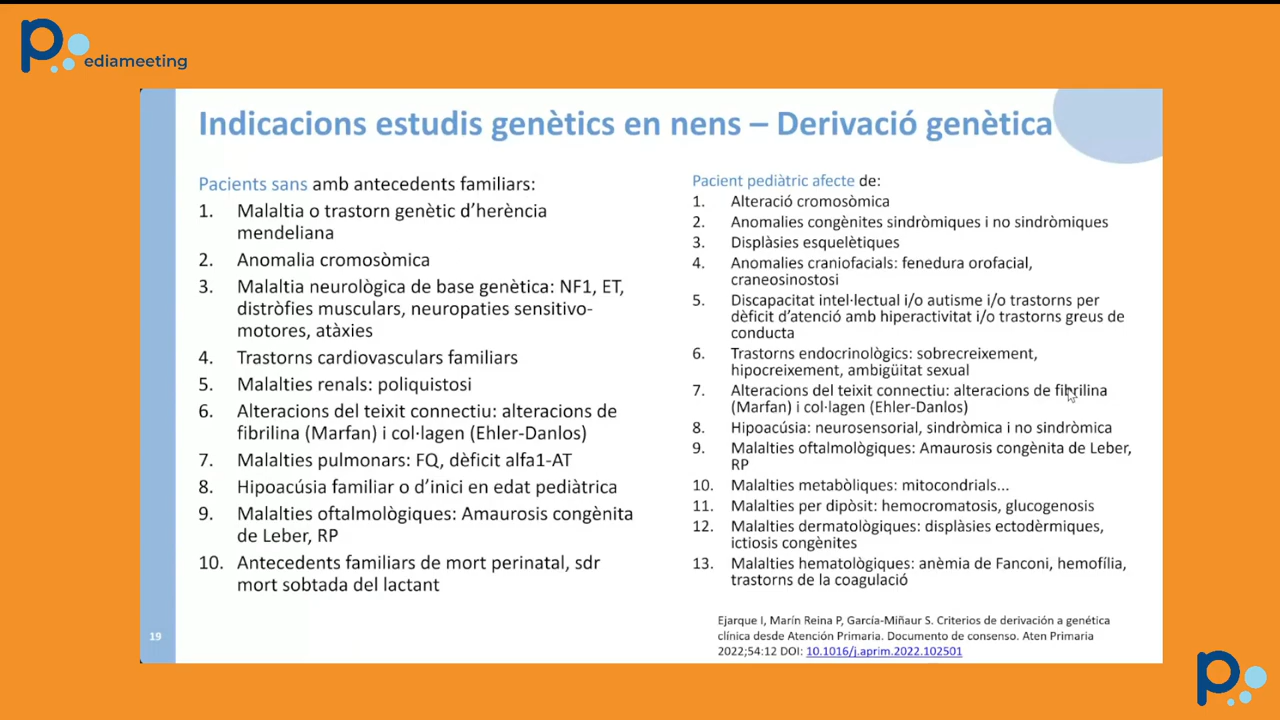 ediameeting
Indicacions estudis genètics en nens – Derivació genètica
Pacients sans amb antecedents familiars:
1. Malaltia o trastorn genètic d’herència
mendeliana
2. Anomalia cromosòmica
3. Malaltia neurològica de base genètica: NF1, ET,
distròfies musculars, neuropaties sensitivo-
motores, atàxies
4. Trastorns cardiovasculars familiars
5. Malalties renals: poliquistosi
6. Alteracions del teixit connectiu: alteracions de
fibrilina (Marfan) i col·lagen (Ehler-Danlos)
7. Malalties pulmonars: FQ, dèficit alfa1-AT
8. Hipoacúsia familiar o d’inici en edat pediàtrica
9. Malalties oftalmològiques: Amaurosis congènita
de Leber, RP
10. Antecedents familiars de mort perinatal, sdr
mort sobtada del lactant
Pacient pediàtric afecte de:
1. Alteració cromosòmica
2. Anomalies congènites sindròmiques i no sindròmiques
3. Displàsies esquelètiques
4. Anomalies craniofacials: fenedura orofacial,
craneosinostosi
5. Discapacitat intel·lectual i/o autisme i/o trastorns per
dèficit d’atenció amb hiperactivitat i/o trastorns greus de
conducta
6. Trastorns endocrinològics: sobrecreixement,
hipocreixement, ambigüitat sexual
7. Alteracions del teixit connectiu: alteracions de fibrilina
(Marfan) i col·lagen (Ehler-Danlos)
8. Hipoacúsia: neurosensorial, sindròmica i no sindròmica
9. Malalties oftalmològiques: Amaurosis congènita de Leber,
RP
10. Malalties metabòliques: mitocondrials...
11. Malalties per dipòsit: hemocromatosis, glucogenosis
12. Malalties dermatològiques: displàsies ectodèrmiques,
ictiosis congènites
13. Malalties hematològiques: anèmia de Fanconi, hemofília,
trastorns de la coagulació
Ejarque I, Marín Reina P, García-Miñaur S. Criterios de derivación a genética
clínica desde Atención Primaria. Documento de consenso. Aten Primaria
2022;54:12 DOI: 10.1016/j.aprim.2022.102501
19